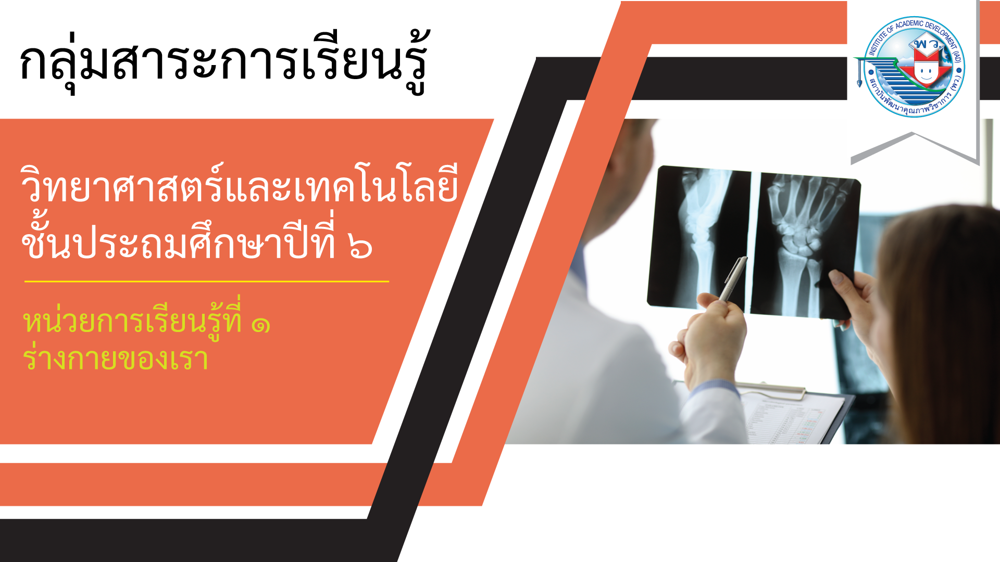 กลุ่มสาระการเรียนรู้
วิทยาศาสตร์และเทคโนโลยี
ชั้นประถมศึกษาปีที่ ๖
หน่วยการเรียนรู้ที่ ๑
ร่างกายของเรา
INSTITUTE OF ACADEMIC DEVELOPMENT (IAD)
พว.
สถาบันพัฒนาคุณภาพวิชาการ (พว.)